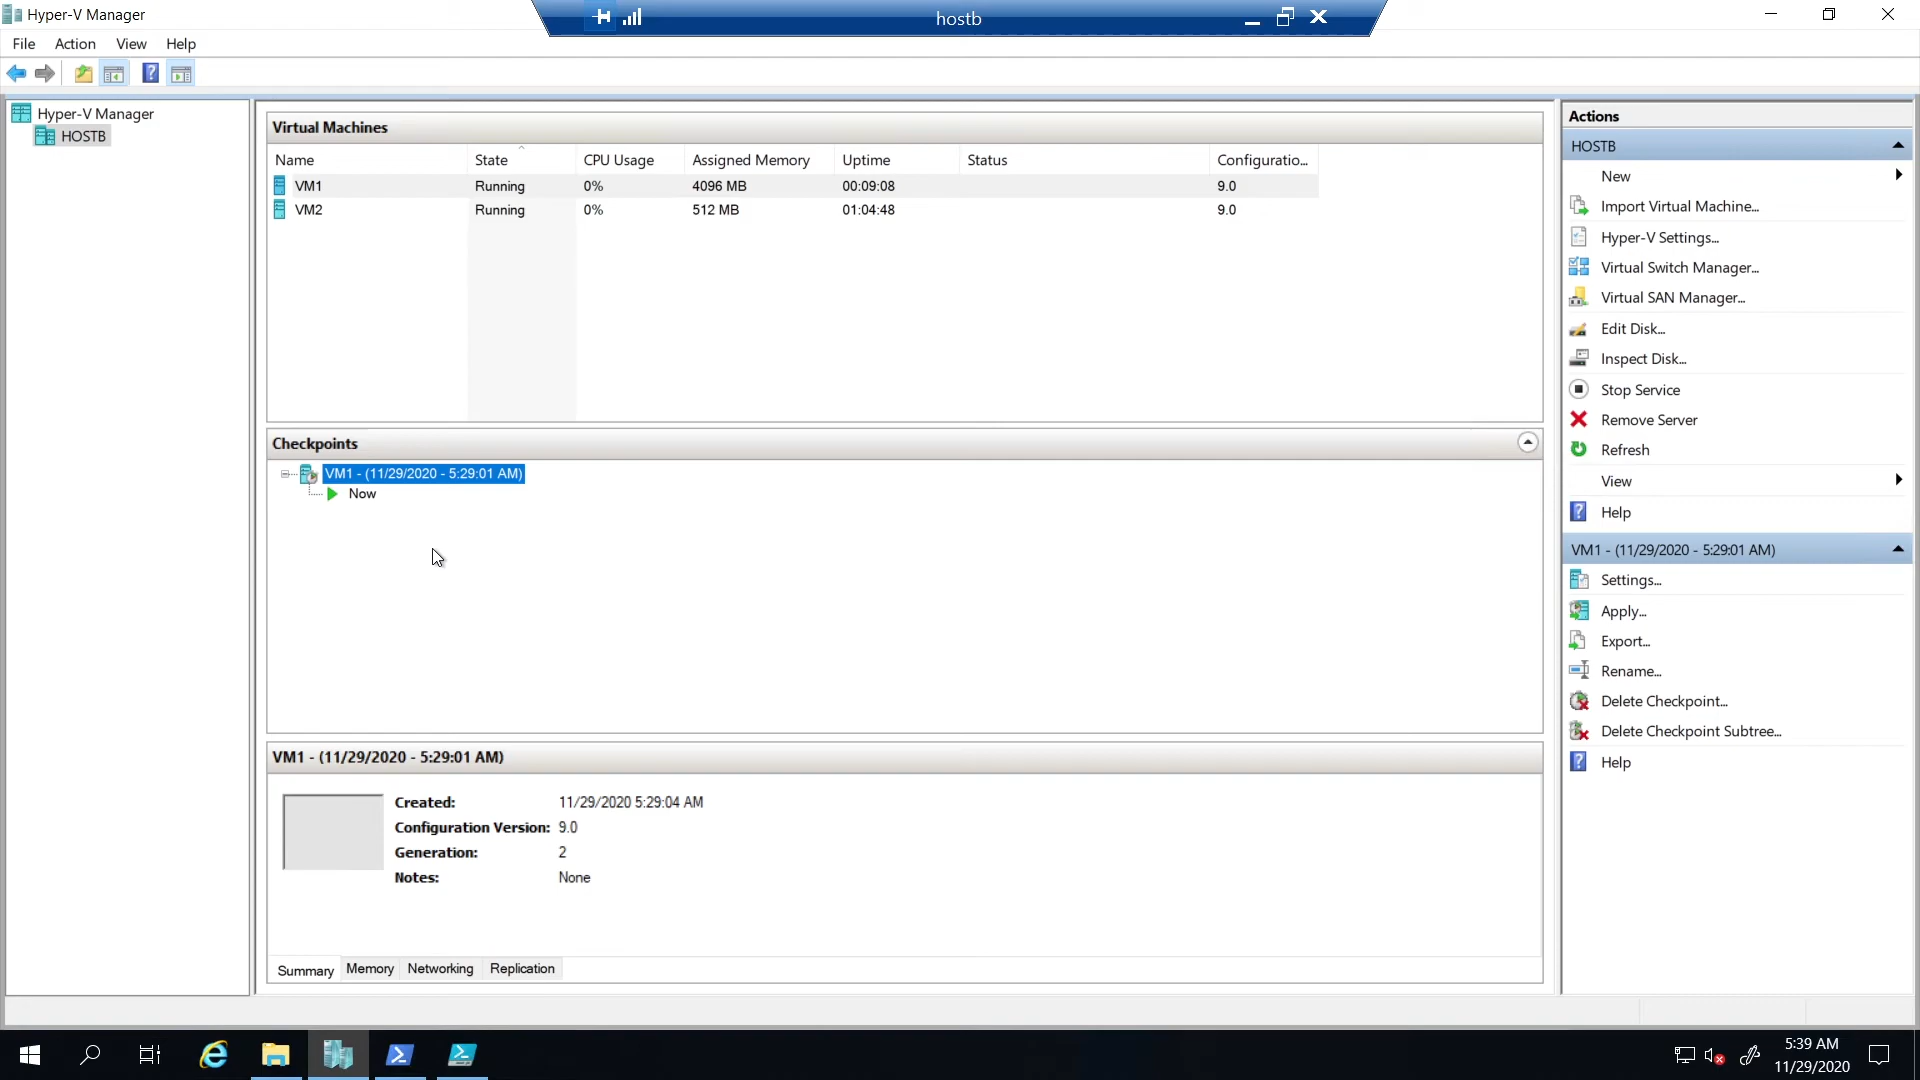 Hyper-V Manager
hostb
File Action View Help
Hyper-V Manager
HOSTB
Virtual Machines
Name State CPU Usage Assigned Memory Uptime Status Configuratio...
VM1 Running 0% 4096 MB 00:09:08 9.0
VM2 Running 0% 512 MB 01:04:48 9.0
Checkpoints
VM1 - (11/29/2020 - 5:29:01 AM)
Now
VM1 - (11/29/2020 - 5:29:01 AM)
Created: 11/29/2020 5:29:04 AM
Configuration Version: 9.0
Generation: 2
Notes: None
Summary Memory Networking Replication
Actions
HOSTB
New
Import Virtual Machine...
Hyper-V Settings...
Virtual Switch Manager...
Virtual SAN Manager...
Edit Disk...
Inspect Disk...
Stop Service
Remove Server
Refresh
View
Help
VM1 - (11/29/2020 - 5:29:01 AM)
Settings...
Apply...
Export...
Rename...
Delete Checkpoint...
Delete Checkpoint Subtree...
Help
5:39 AM
11/29/2020